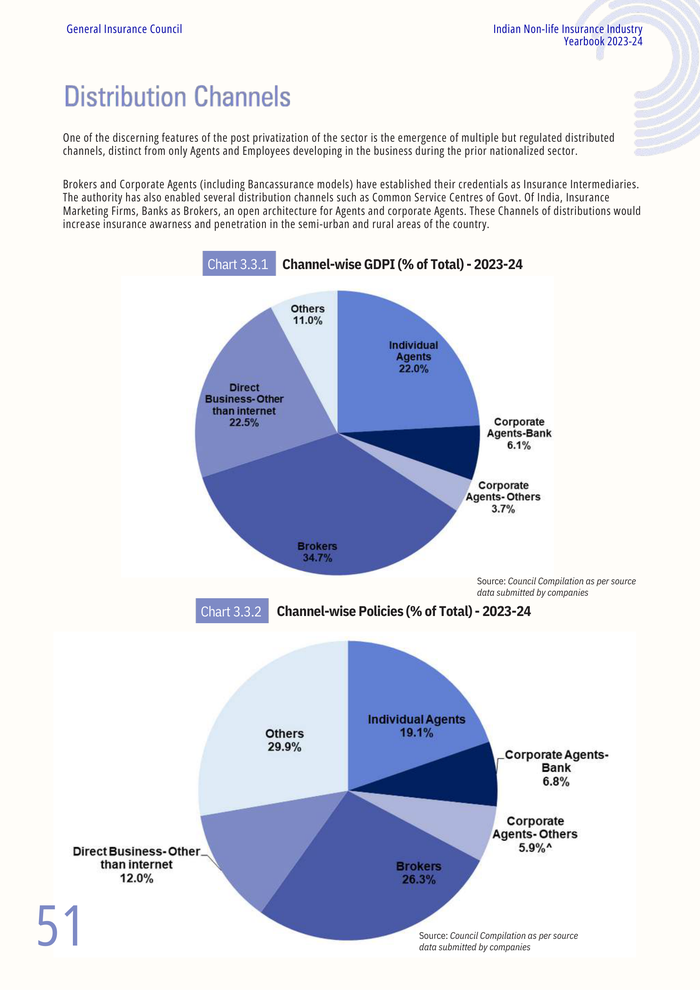 General Insurance Council
Indian Non-life Insurance Industry
Yearbook 2023-24
Distribution Channels
One of the discerning features of the post privatization of the sector is the emergence of multiple but regulated distributed
channels, distinct from only Agents and Employees developing in the business during the prior nationalized sector.
Brokers and Corporate Agents (including Bancassurance models) have established their credentials as Insurance Intermediaries.
The authority has also enabled several distribution channels such as Common Service Centres of Govt. Of India, Insurance
Marketing Firms, Banks as Brokers, an open architecture for Agents and corporate Agents. These Channels of distributions would
increase insurance awarness and penetration in the semi-urban and rural areas of the country.
Chart 3.3.1 Channel-wise GDPI (% of Total) - 2023-24
Others
11.0%
Individual
Agents
22.0%
Direct
Business-Other
than internet
22.5%
Corporate
Agents-Bank
6.1%
Corporate
Agents- Others
3.7%
Brokers
34.7%
Source: Council Compilation as per source
data submitted by companies
Chart 3.3.2 Channel-wise Policies (% of Total) - 2023-24
Individual Agents
19.1%
Others
29.9%
Corporate Agents-
Bank
6.8%
Corporate
Agents- Others
5.9%^
Direct Business-Other
than internet
12.0%
Brokers
26.3%
51
Source: Council Compilation as per source
data submitted by companies